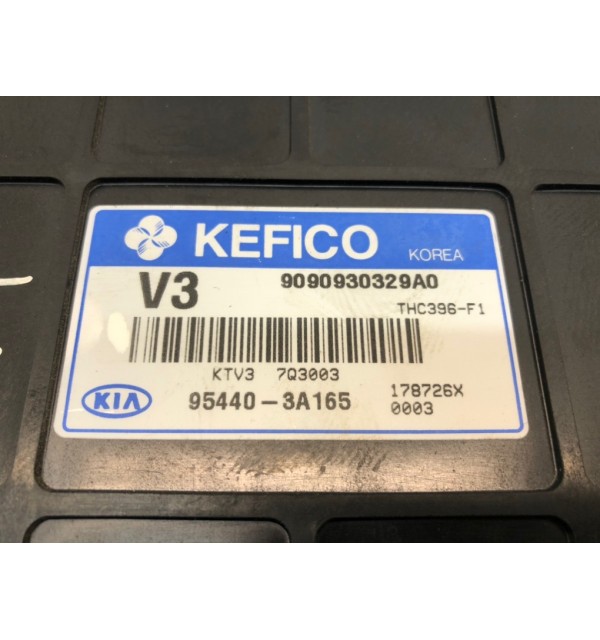 KEFICO KOREA
V3 9090930329A0
THC396-F1
KTV3 7Q3003
KIA 95440-3A165 178726X
0003